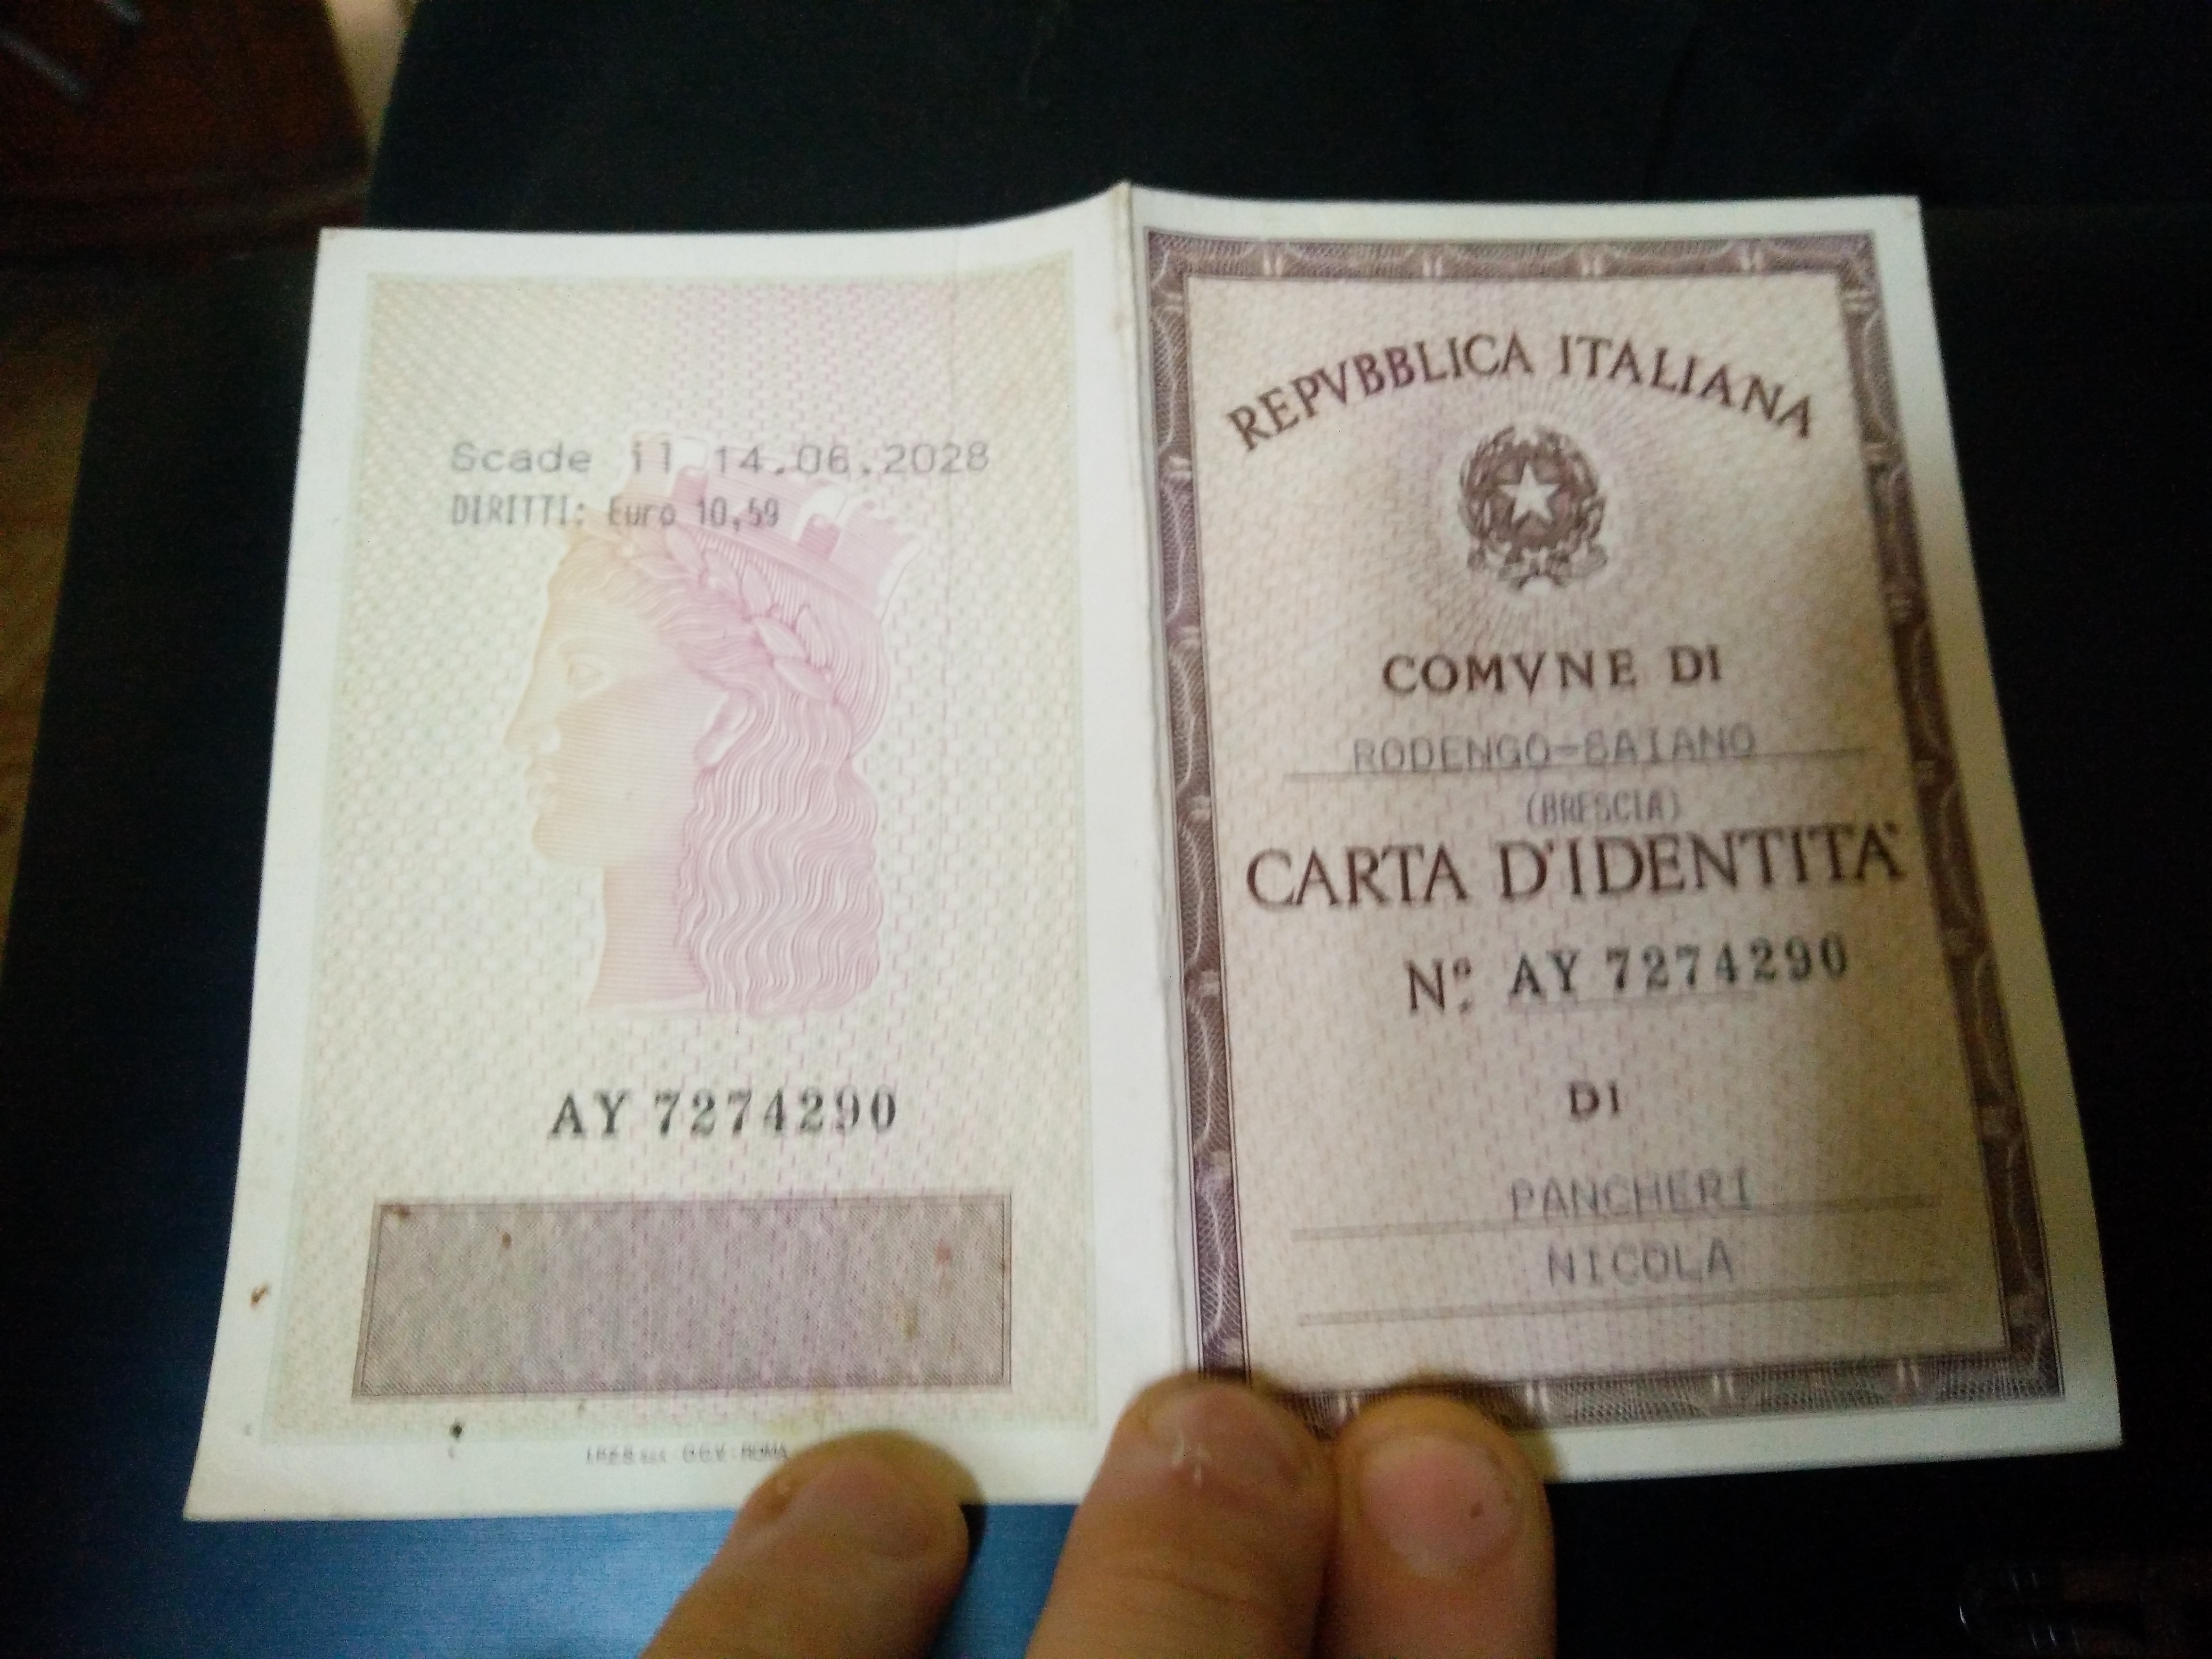 Scade il 14.06.2028
DIRITTI: Euro 10,59
AY 7274290
REPVBBLICA ITALIANA
COMVNE DI
RODENGO-SAIANO
(BRESCIA)
CARTA D'IDENTITA'
Nº AY 7274290
DI
PANCHERI
NICOLA
ROMA